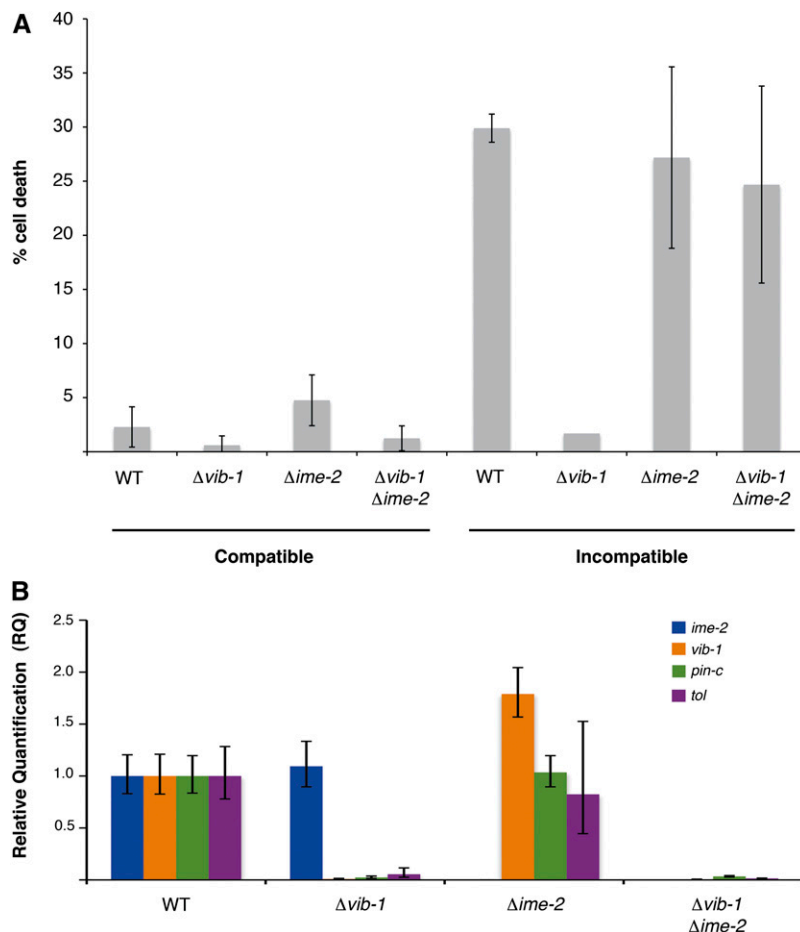 A
% cell death
40
35
30
25
20
15
10
5
WT
Δvib-1
Δime-2
Δvib-1
Δime-2
WT
Δvib-1
Δime-2
Δvib-1
Δime-2
Compatible
Incompatible
B
Relative Quantification (RQ)
2.5
2.0
1.5
1.0
0.5
ime-2
vib-1
pin-c
tol
WT
Δvib-1
Δime-2
Δvib-1
Δime-2